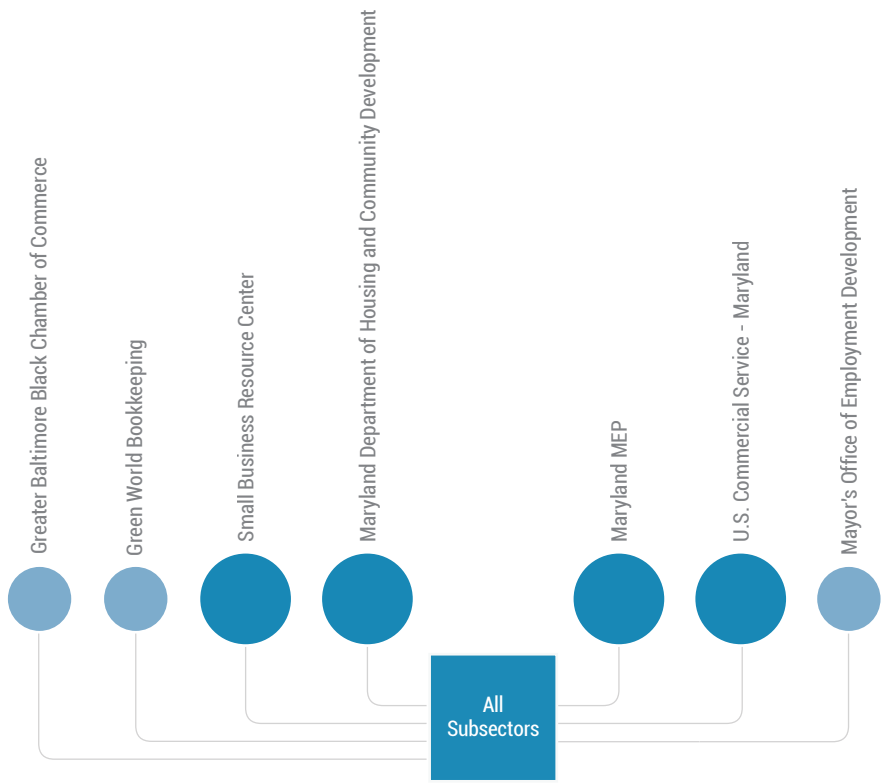 Greater Baltimore Black Chamber of Commerce
Green World Bookkeeping
Small Business Resource Center
Maryland Department of Housing and Community Development
Maryland MEP
U.S. Commercial Service - Maryland
Mayor's Office of Employment Development
All
Subsectors